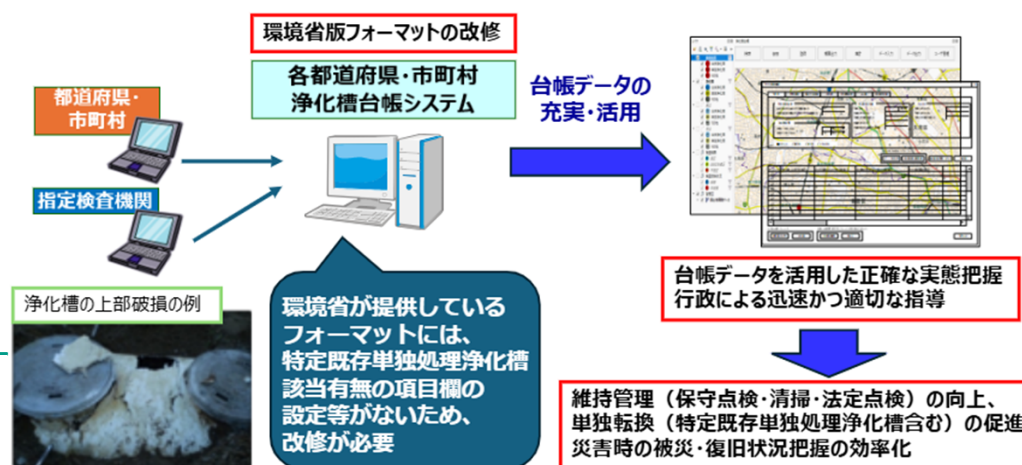 環境省版フォーマットの改修
各都道府県・市町村
浄化槽台帳システム
都道府県・
市町村
指定検査機関
台帳データの
充実・活用
浄化槽の上部破損の例
環境省が提供している
フォーマットには、
特定既存単独処理浄化槽
該当有無の項目欄の
設定等がないため、
改修が必要
台帳データを活用した正確な実態把握
行政による迅速かつ適切な指導
維持管理（保守点検・清掃・法定点検）の向上、
単独転換（特定既存単独処理浄化槽含む）の促進
災害時の被災・復旧状況把握の効率化